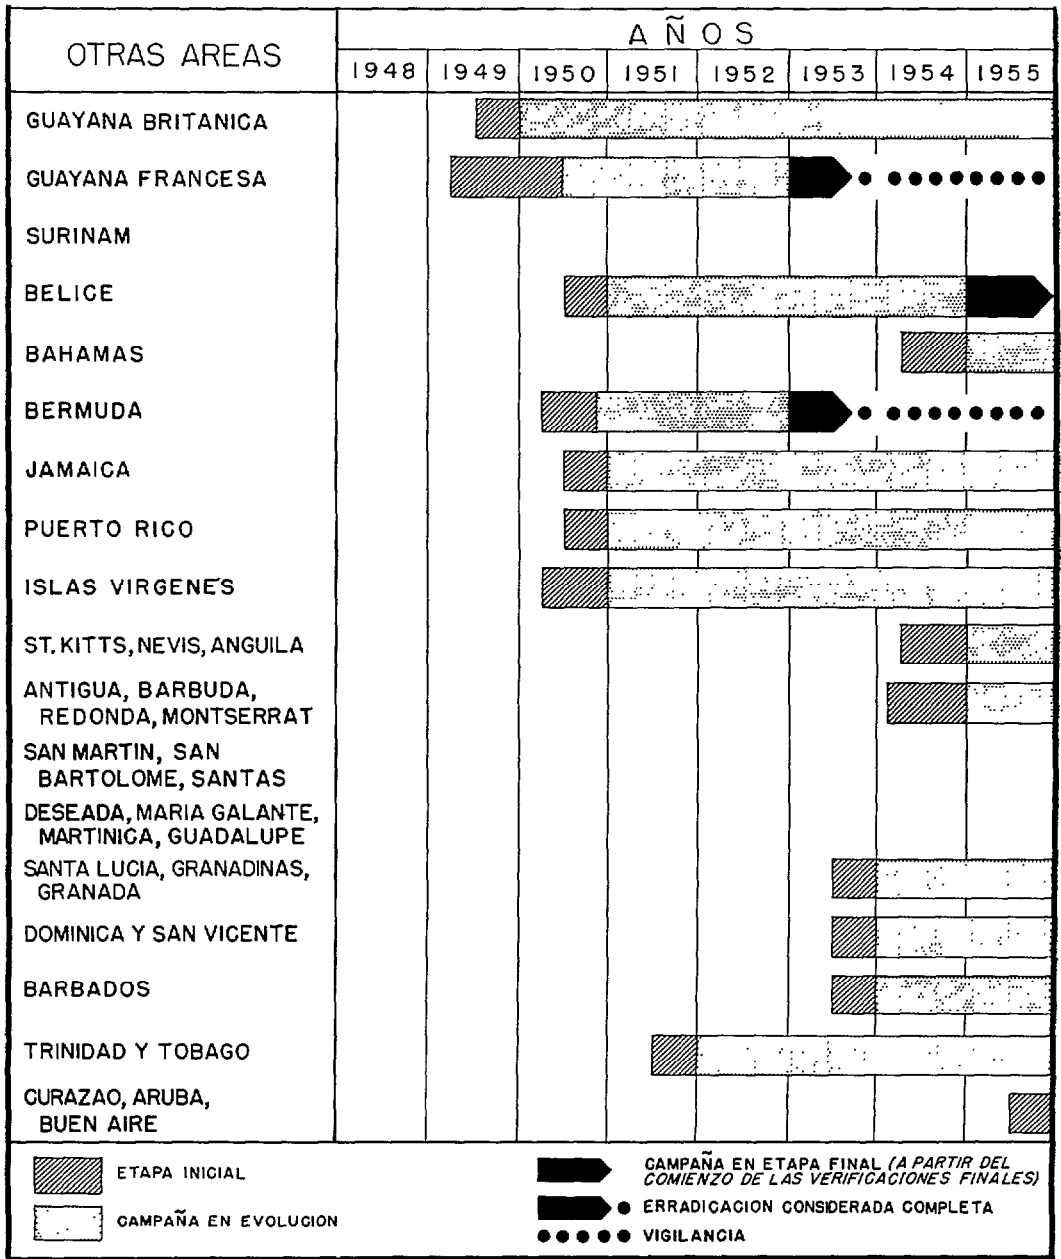 OTRAS AREAS
AÑOS
1948 1949 1950 1951 1952 1953 1954 1955
GUAYANA BRITANICA
GUAYANA FRANCESA
SURINAM
BELICE
BAHAMAS
BERMUDA
JAMAICA
PUERTO RICO
ISLAS VIRGENES
ST. KITTS, NEVIS, ANGUILA
ANTIGUA, BARBUDA,
REDONDA, MONTSERRAT
SAN MARTIN, SAN
BARTOLOME, SANTAS
DESEADA, MARIA GALANTE,
MARTINICA, GUADALUPE
SANTA LUCIA, GRANADINAS,
GRANADA
DOMINICA Y SAN VICENTE
BARBADOS
TRINIDAD Y TOBAGO
CURAZAO, ARUBA,
BUEN AIRE
ETAPA INICIAL
CAMPAÑA EN EVOLUCION
CAMPAÑA EN ETAPA FINAL (A PARTIR DEL
COMIENZO DE LAS VERIFICACIONES FINALES)
ERRADICACION CONSIDERADA COMPLETA
VIGILANCIA